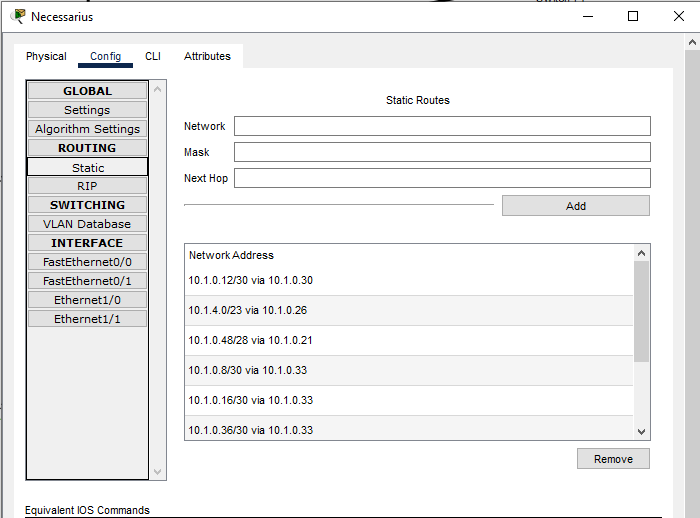 Necessarius
Physical Config CLI Attributes
GLOBAL
Settings
Algorithm Settings
ROUTING
Static
RIP
SWITCHING
VLAN Database
INTERFACE
FastEthernet0/0
FastEthernet0/1
Ethernet1/0
Ethernet1/1
Static Routes
Network
Mask
Next Hop
Add
Network Address
10.1.0.12/30 via 10.1.0.30
10.1.4.0/23 via 10.1.0.26
10.1.0.48/28 via 10.1.0.21
10.1.0.8/30 via 10.1.0.33
10.1.0.16/30 via 10.1.0.33
10.1.0.36/30 via 10.1.0.33
Remove
Equivalent IOS Commands